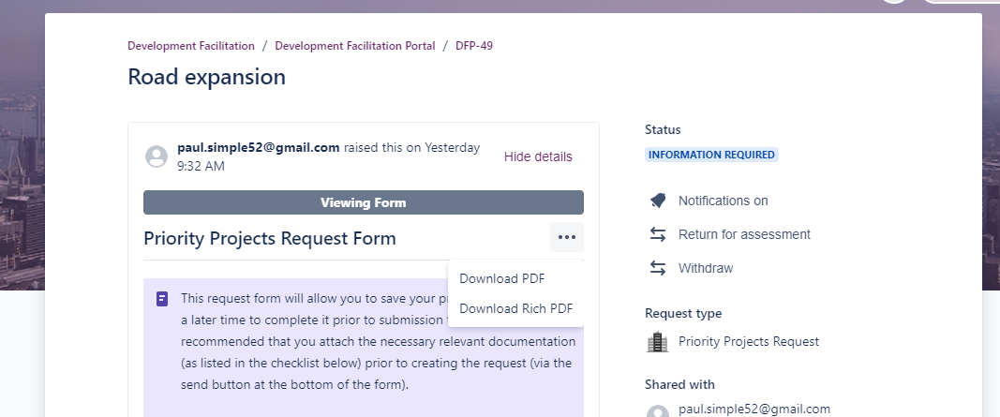 Development Facilitation / Development Facilitation Portal / DFP-49
Road expansion
paul.simple52@gmail.com raised this on Yesterday
9:32 AM
Hide details
Viewing Form
Priority Projects Request Form
Download PDF
Download Rich PDF
This request form will allow you to save your
a later time to complete it prior to submission
recommended that you attach the necessary relevant documentation
(as listed in the checklist below) prior to creating the request (via the
send button at the bottom of the form).
Status
INFORMATION REQUIRED
Notifications on
Return for assessment
Withdraw
Request type
Priority Projects Request
Shared with
paul.simple52@gmail.com